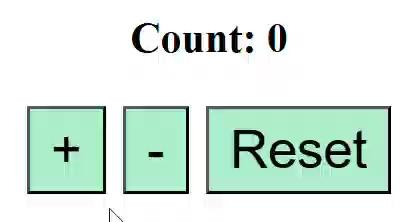 Count: 0
+ - Reset